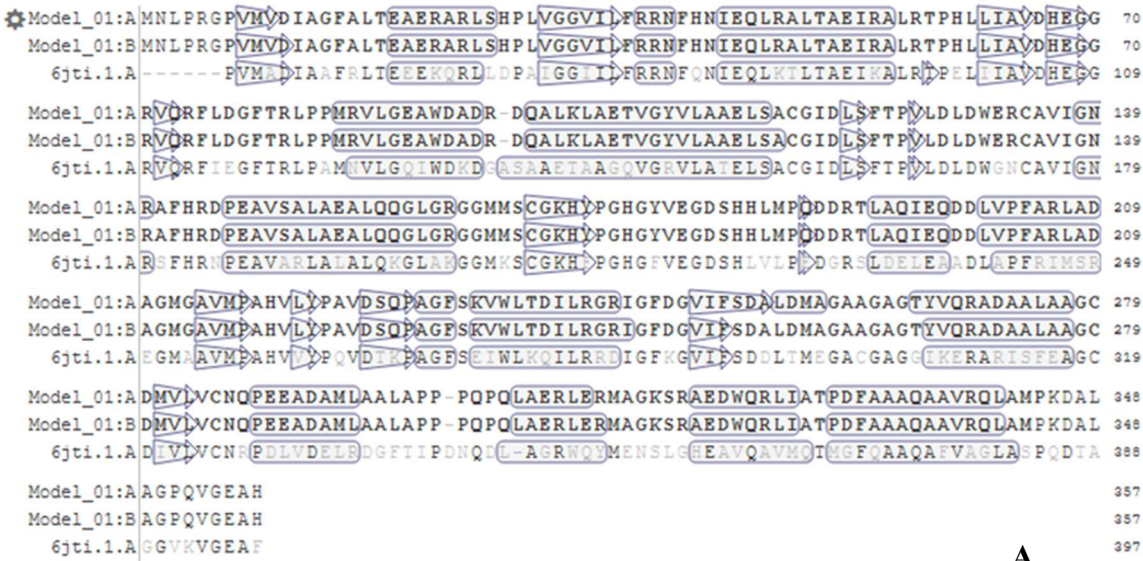 Model_01:A MNLPRGPVMVDIAGFALTEAERARLSHPLVGGVILFRRNFHNIEQLRALTAEIRALRTPHLLIAVDHEGG 70
Model_01:B MNLPRGPVMVDIAGFALTEAERARLSHPLVGGVILFRRNFHNIEQLRALTAEIRALRTPHLLIAVDHEGG 70
6jti.1.A ------PVMADIAAFRLTEEEKQRLLDPAIGGIILFRRNFQNIEQLKTLTAEIKALRTPELIIAVDHEGG 109
Model_01:A RVQRFLDGFTRLPPMRVLGEAWDADR-DQALKLAETVGYVLAAELSACGIDLSFTPVLDLDWERCAVIGN 139
Model_01:B RVQRFLDGFTRLPPMRVLGEAWDADR-DQALKLAETVGYVLAAELSACGIDLSFTPVLDLDWERCAVIGN 139
6jti.1.A RVQRFIEGFTRLPAMNVLGQIWDKDGASAAETAAGQVGRVLATELSACGIDLSFTPVLDLDWGNCAVIGN 179
Model_01:A RAFHRDPEAVSALAEALQQGLGRGGMMSCGKHYPGHGYVEGDSHHLMPQDDRTLAQIEQDDLVPFARLAD 209
Model_01:B RAFHRDPEAVSALAEALQQGLGRGGMMSCGKHYPGHGYVEGDSHHLMPQDDRTLAQIEQDDLVPFARLAD 209
6jti.1.A RSFHRNPEAVARLALALQKGLAKGGMKSCGKHFPGHGFVEGDSHLVLPEDGRSLDELEAADLAPFRIMSR 249
Model_01:A AGMGAVMPAHVLYPAVDSQPAGFSKVWLTDILRGRIGFDGVIFSDALDMAGAAGAGTYVQRADAALAAGC 279
Model_01:B AGMGAVMPAHVLYPAVDSQPAGFSKVWLTDILRGRIGFDGVIFSDALDMAGAAGAGTYVQRADAALAAGC 279
6jti.1.A EGMAAVMPAHVVYPQVDTKPAGFSEIWLKQILRRDIGFKGVIFSDDLTMEGACGAGGIKERARISFEAGC 319
Model_01:A DMVLVCNQPEEADAMLAALAPP-PQPQLAERLERMAGKSRAEDWQRLIATPDFAAAQAAVRQLAMPKDAL 348
Model_01:B DMVLVCNQPEEADAMLAALAPP-PQPQLAERLERMAGKSRAEDWQRLIATPDFAAAQAAVRQLAMPKDAL 348
6jti.1.A DIVLVCNRPDLVDELRDGFTIPDNQDL-AGRWQYMENSLGHEAVQAVMQTMGFQAAQAFVAGLASPQDTA 388
Model_01:A AGPQVGEAH 357
Model_01:B AGPQVGEAH 357
6jti.1.A GGVKVGEAF 397
A